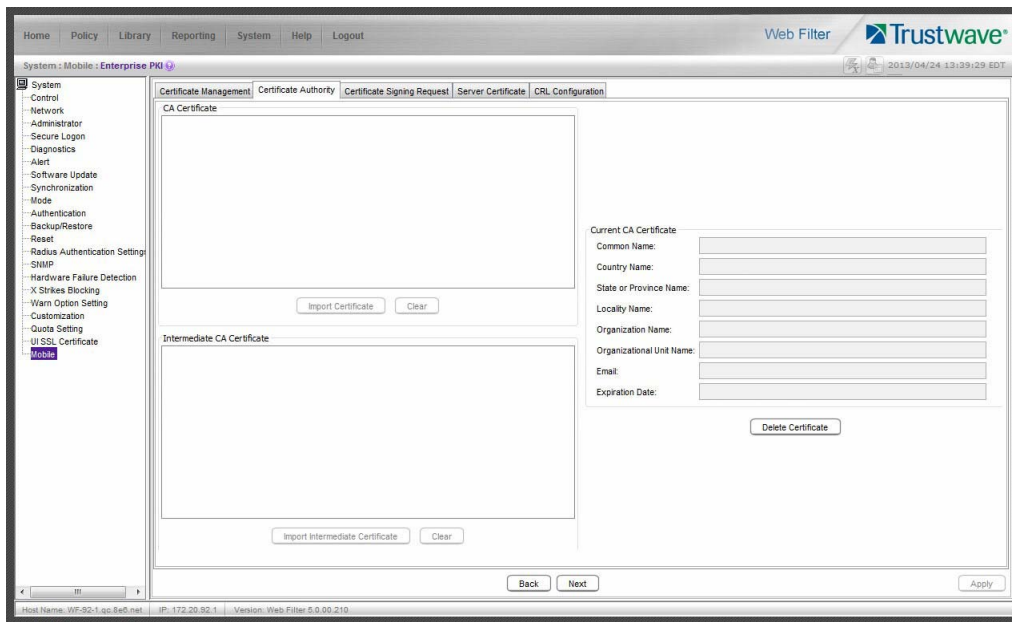 Home Policy Library Reporting System Help Logout
Web Filter
Trustwave®
System : Mobile : Enterprise PKI
2013/04/24 13:39:29 EDT
System
Control
Network
Administrator
Secure Logon
Diagnostics
Alert
Software Update
Synchronization
Mode
Authentication
Backup/Restore
Reset
Radius Authentication Settings
SNMP
Hardware Failure Detection
X Strikes Blocking
Warn Option Setting
Customization
Quota Setting
UI SSL Certificate
Mobile
Certificate Management Certificate Authority Certificate Signing Request Server Certificate CRL Configuration
CA Certificate
Import Certificate Clear
Intermediate CA Certificate
Import Intermediate Certificate Clear
Current CA Certificate
Common Name:
Country Name:
State or Province Name:
Locality Name:
Organization Name:
Organizational Unit Name:
Email:
Expiration Date:
Delete Certificate
Back Next
Apply
Host Name: WF-92-1.qc.8e6.net IP: 172.20.92.1 Version: Web Filter 5.0.00.210